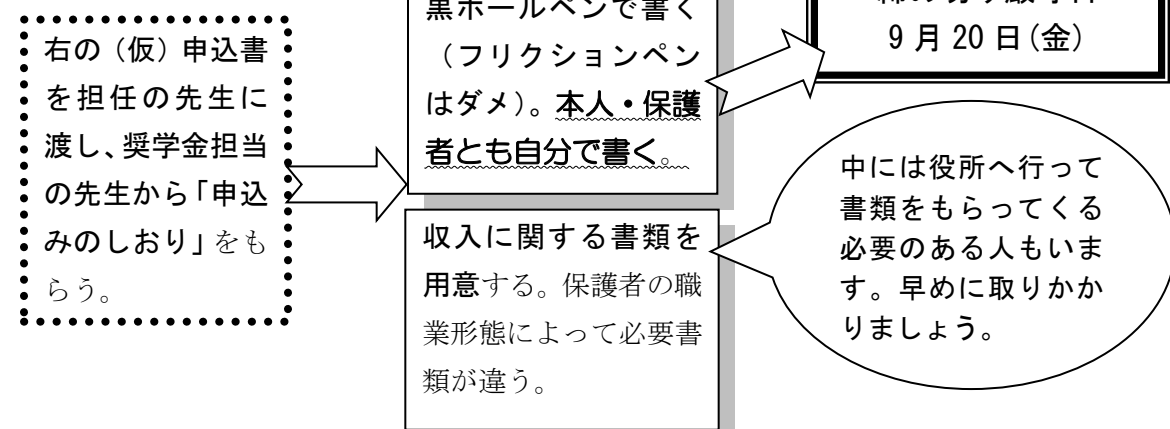 右の（仮）申込書
を担任の先生に
渡し、奨学金担当
の先生から「申込
みのしおり」をも
らう。
黒ボールペンで書く
（フリクションペン
はダメ）。本人・保護
者とも自分で書く。
収入に関する書類を
用意する。保護者の職
業形態によって必要書
類が違う。
9月20日(金)
中には役所へ行って
書類をもらってくる
必要のある人もいま
す。早めに取りかか
りましょう。